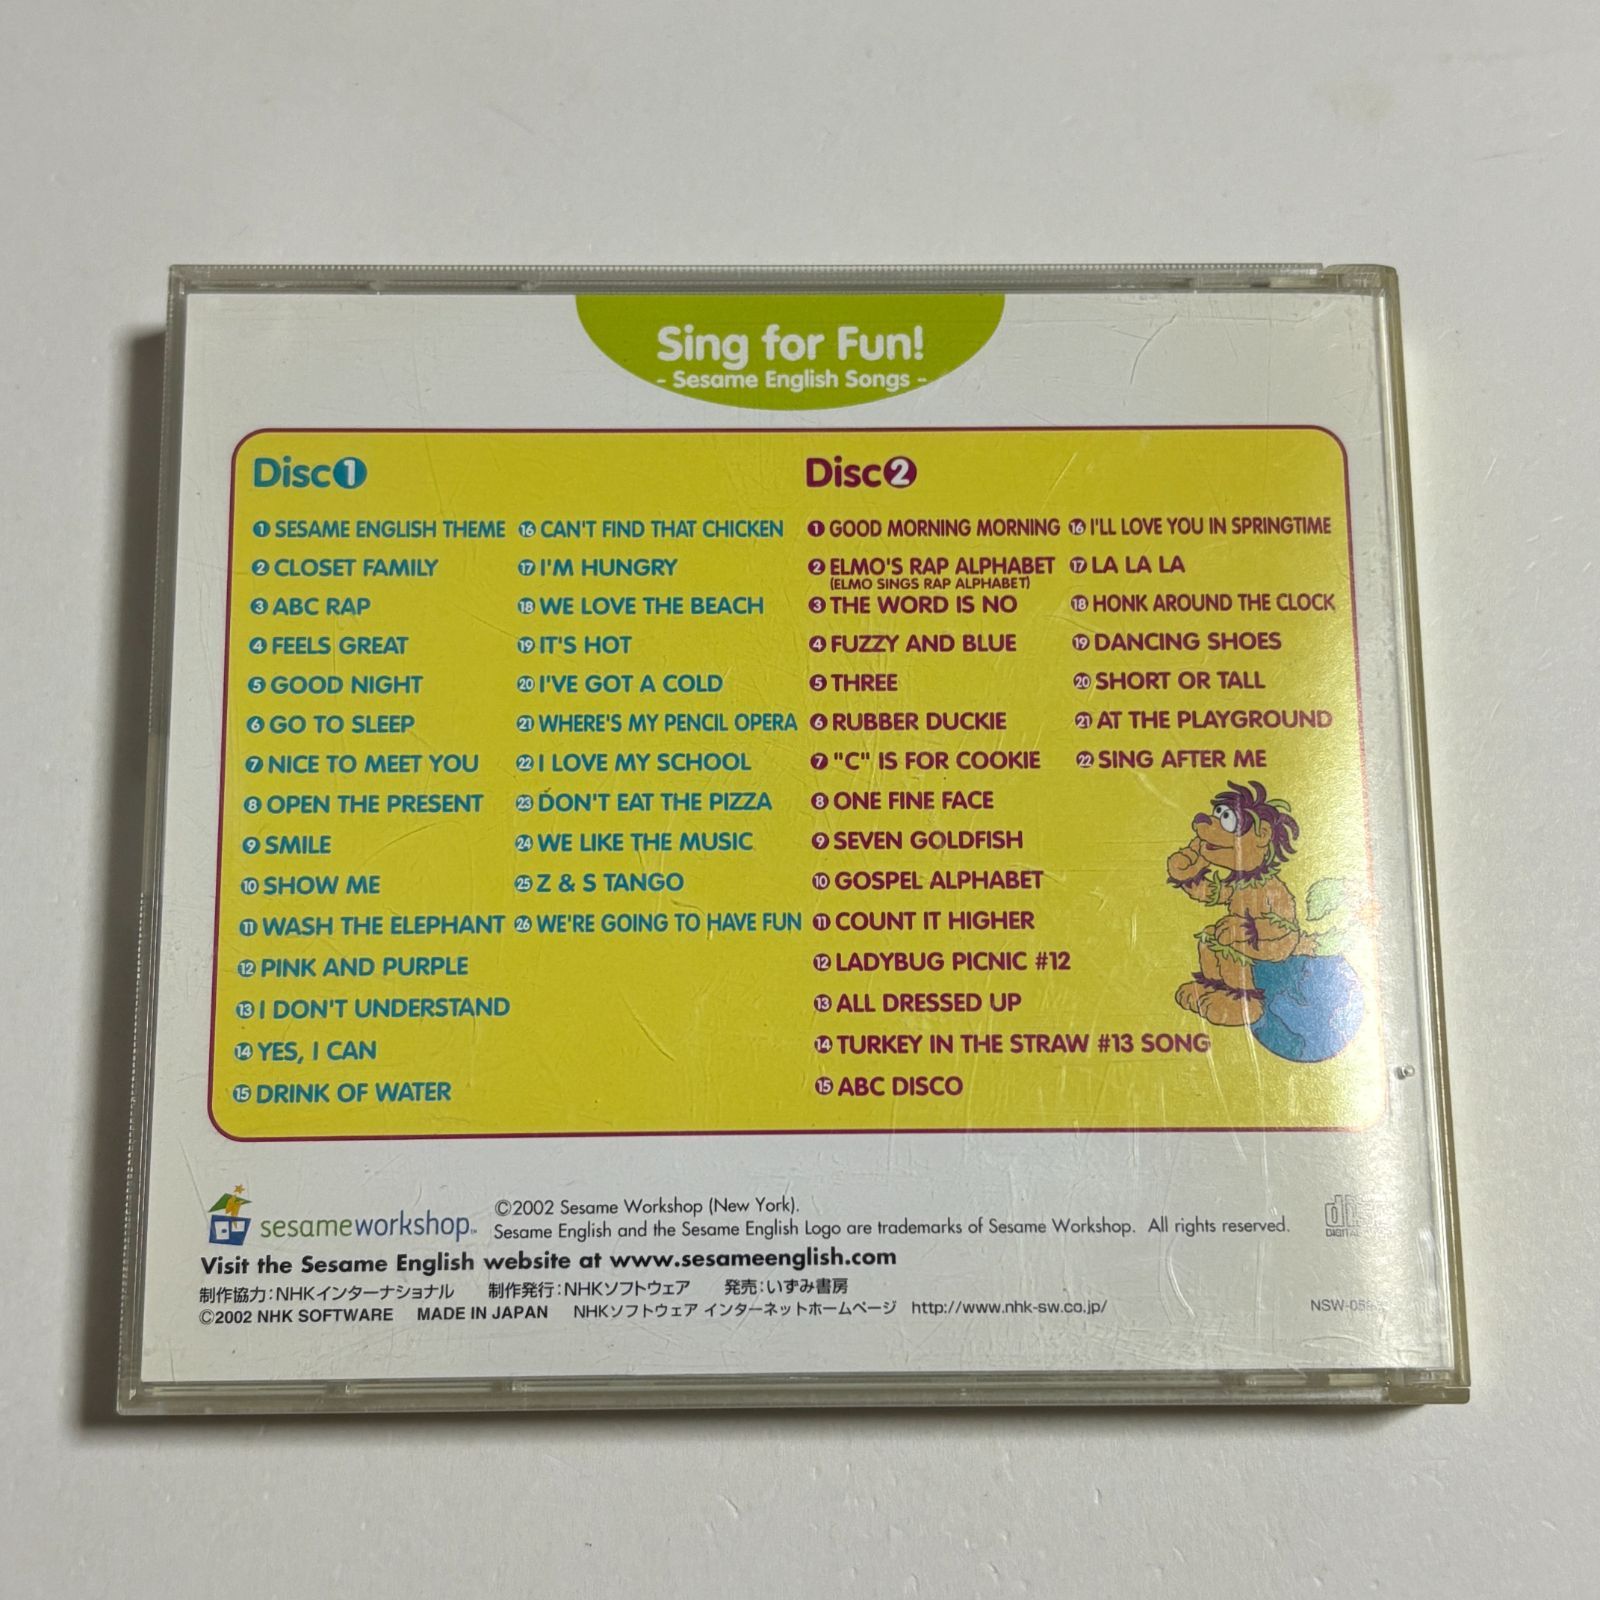 Sing for Fun!
- Sesame English Songs -
Disc1
1 SESAME ENGLISH THEME
2 CLOSET FAMILY
3 ABC RAP
4 FEELS GREAT
5 GOOD NIGHT
6 GO TO SLEEP
7 NICE TO MEET YOU
8 OPEN THE PRESENT
9 SMILE
10 SHOW ME
11 WASH THE ELEPHANT
12 PINK AND PURPLE
13 I DON'T UNDERSTAND
14 YES, I CAN
15 DRINK OF WATER
16 CAN'T FIND THAT CHICKEN
17 I'M HUNGRY
18 WE LOVE THE BEACH
19 IT'S HOT
20 I'VE GOT A COLD
21 WHERE'S MY PENCIL OPERA
22 I LOVE MY SCHOOL
23 DON'T EAT THE PIZZA
24 WE LIKE THE MUSIC
25 Z & S TANGO
26 WE'RE GOING TO HAVE FUN
Disc2
1 GOOD MORNING MORNING
2 ELMO'S RAP ALPHABET
(ELMO SINGS RAP ALPHABET)
3 THE WORD IS NO
4 FUZZY AND BLUE
5 THREE
6 RUBBER DUCKIE
7 "C" IS FOR COOKIE
8 ONE FINE FACE
9 SEVEN GOLDFISH
10 GOSPEL ALPHABET
11 COUNT IT HIGHER
12 LADYBUG PICNIC #12
13 ALL DRESSED UP
14 TURKEY IN THE STRAW #13 SONG
15 ABC DISCO
16 I'LL LOVE YOU IN SPRINGTIME
17 LA LA LA
18 HONK AROUND THE CLOCK
19 DANCING SHOES
20 SHORT OR TALL
21 AT THE PLAYGROUND
22 SING AFTER ME
sesameworkshop™
©2002 Sesame Workshop (New York).
Sesame English and the Sesame English Logo are trademarks of Sesame Workshop. All rights reserved.
Visit the Sesame English website at www.sesameenglish.com
制作協力:NHKインターナショナル 制作発行:NHKソフトウェア 発売:いずみ書房
©2002 NHK SOFTWARE MADE IN JAPAN NHKソフトウェア インターネットホームページ http://www.nhk-sw.co.jp/
DIGITAL